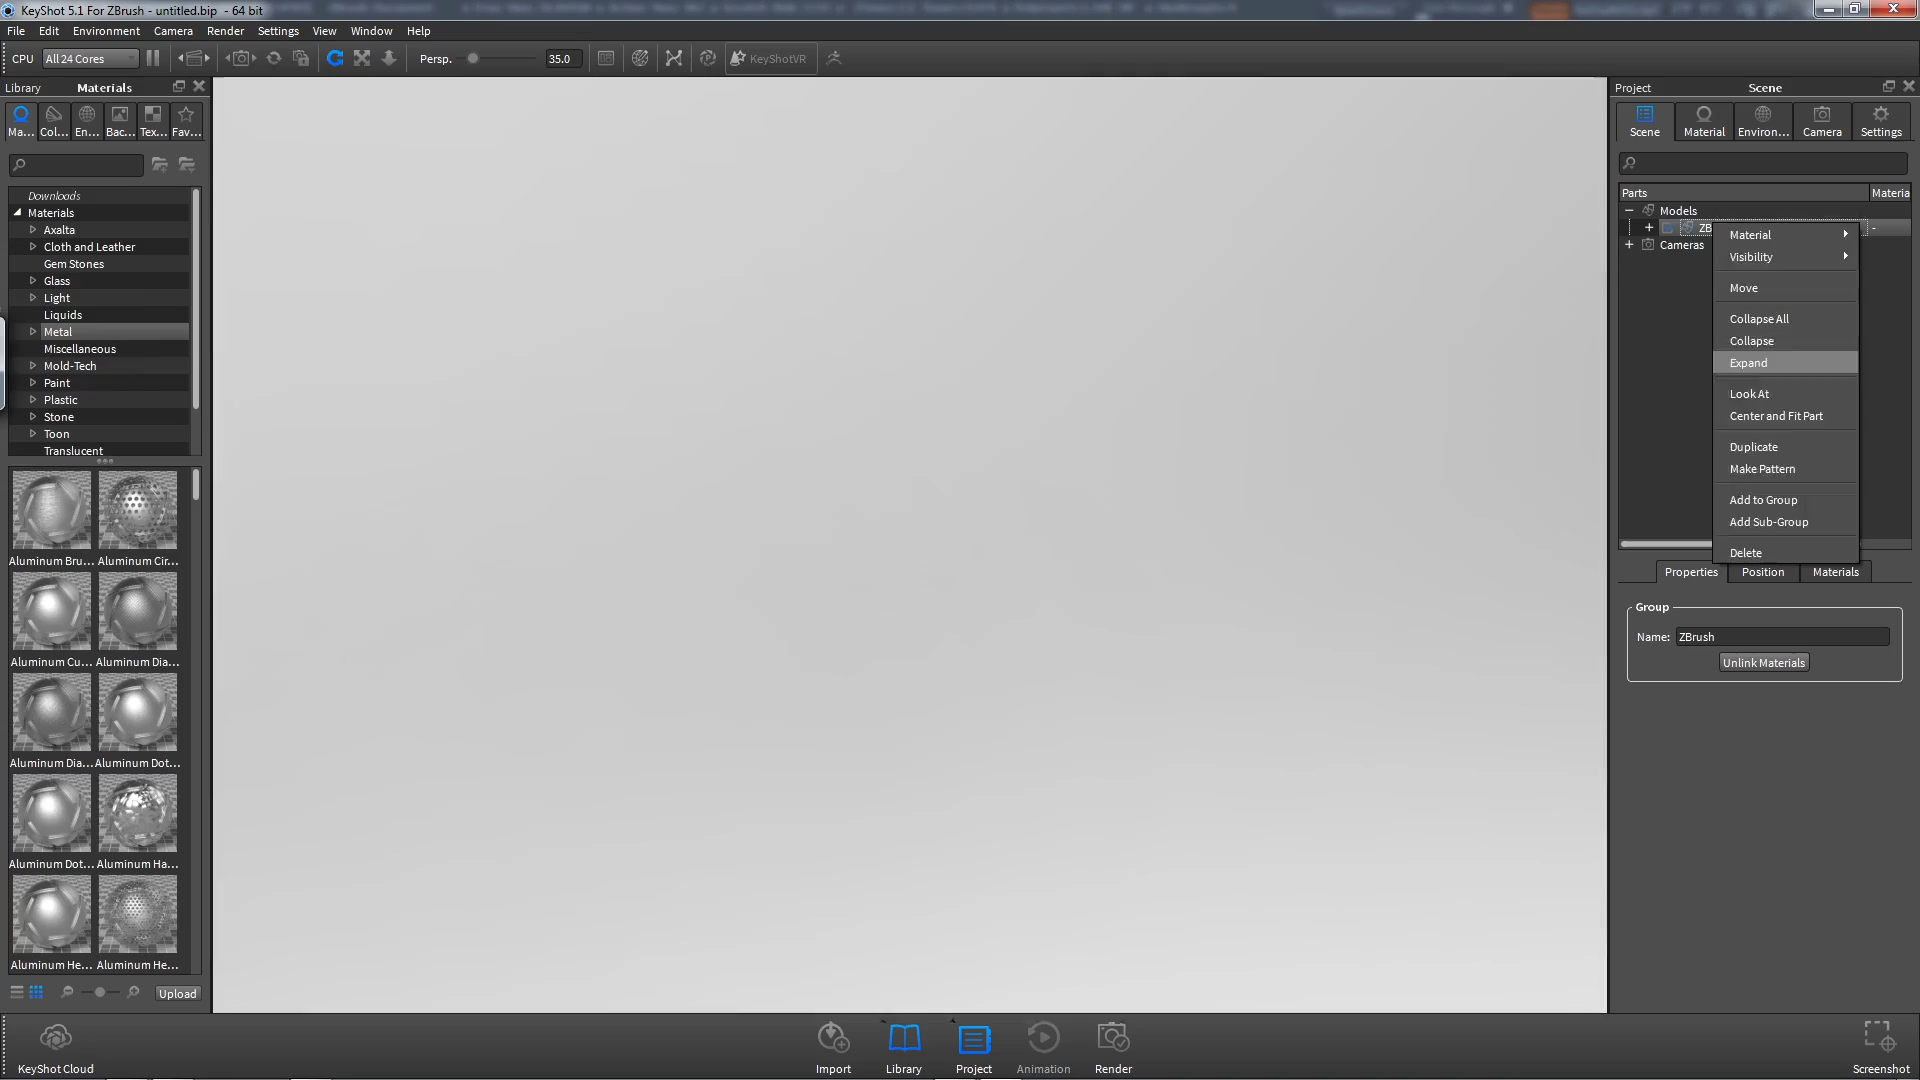 KeyShot 5.1 For ZBrush - untitled.bip - 64 bit
File Edit Environment Camera Render Settings View Window Help
CPU All 24 Cores Persp. 35.0 KeyShotVR
Library Materials
Ma... Col... En... Bac... Tex... Fav...
Downloads
Materials
Axalta
Cloth and Leather
Gem Stones
Glass
Light
Liquids
Metal
Miscellaneous
Mold-Tech
Paint
Plastic
Stone
Toon
Translucent
Aluminum Bru... Aluminum Cir...
Aluminum Cu... Aluminum Dia...
Aluminum Dia... Aluminum Dot...
Aluminum Dot... Aluminum Ha...
Aluminum He... Aluminum He...
Upload
Project Scene
Scene Material Environ... Camera Settings
Parts Materia
Models
ZB -
Cameras
Material
Visibility
Move
Collapse All
Collapse
Expand
Look At
Center and Fit Part
Duplicate
Make Pattern
Add to Group
Add Sub-Group
Delete
Properties Position Materials
Group
Name: ZBrush
Unlink Materials
KeyShot Cloud Import Library Project Animation Render Screenshot